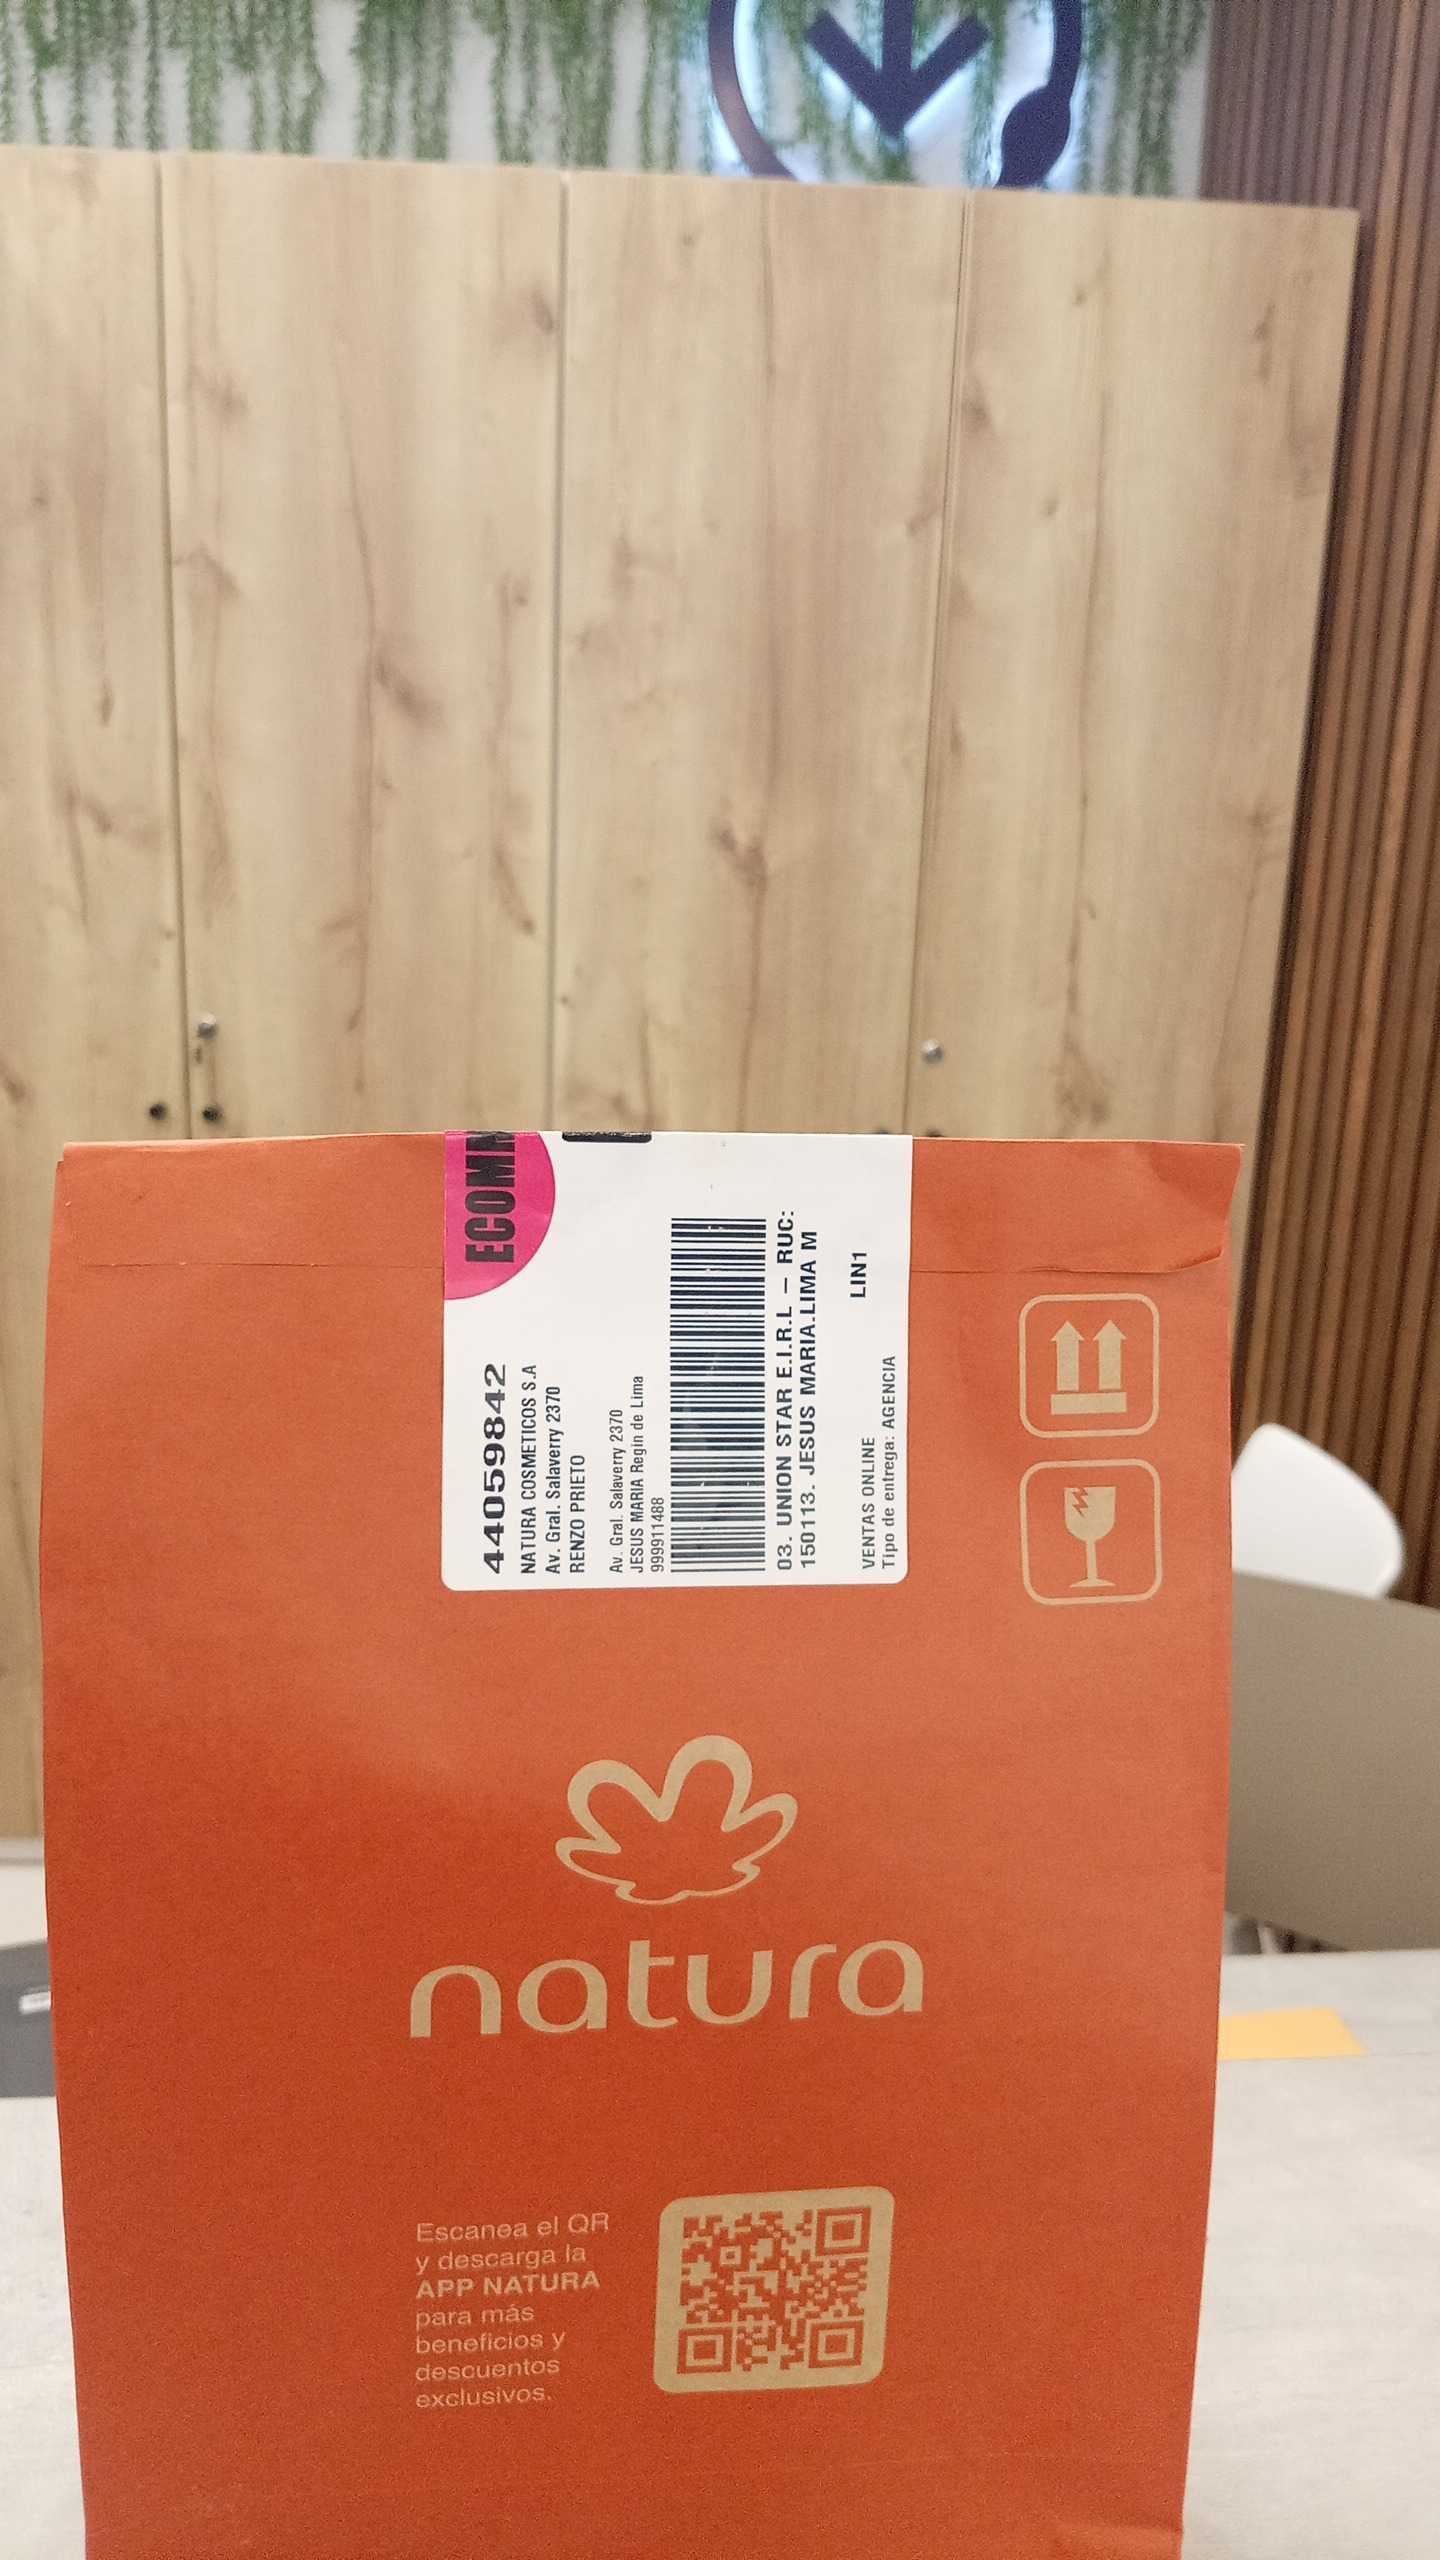 ECOMM
44059842
NATURA COSMETICOS S.A
Av. Gral. Salaverry 2370
RENZO PRIETO
Av. Gral. Salaverry 2370
JESUS MARIA Regin de Lima
999911488
03. UNION STAR E.I.R.L – RUC:
150113. JESUS MARIA.LIMA M
LIN1
VENTAS ONLINE
Tipo de entrega: AGENCIA
natura
Escanea el QR
y descarga la
APP NATURA
para más
beneficios y
descuentos
exclusivos.